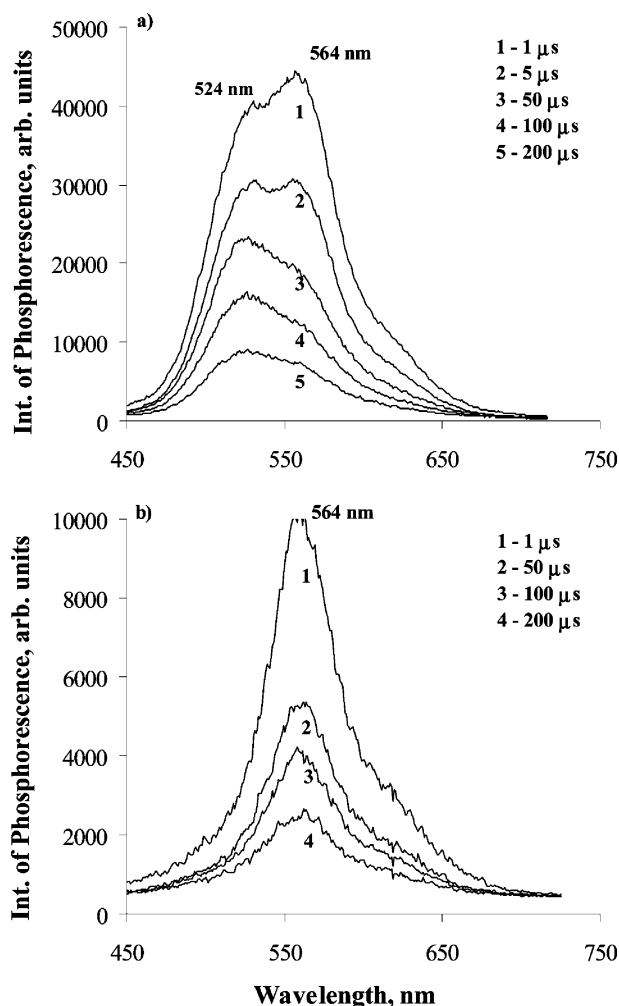 a)
50000
40000
30000
20000
10000
0
Int. of Phosphorescence, arb. units
524 nm
564 nm
1
2
3
4
5
1 - 1 µs
2 - 5 µs
3 - 50 µs
4 - 100 µs
5 - 200 µs
450 550 650 750
b)
10000
8000
6000
4000
2000
0
Int. of Phosphorescence, arb. units
564 nm
1
2
3
4
1 - 1 µs
2 - 50 µs
3 - 100 µs
4 - 200 µs
450 550 650 750
Wavelength, nm